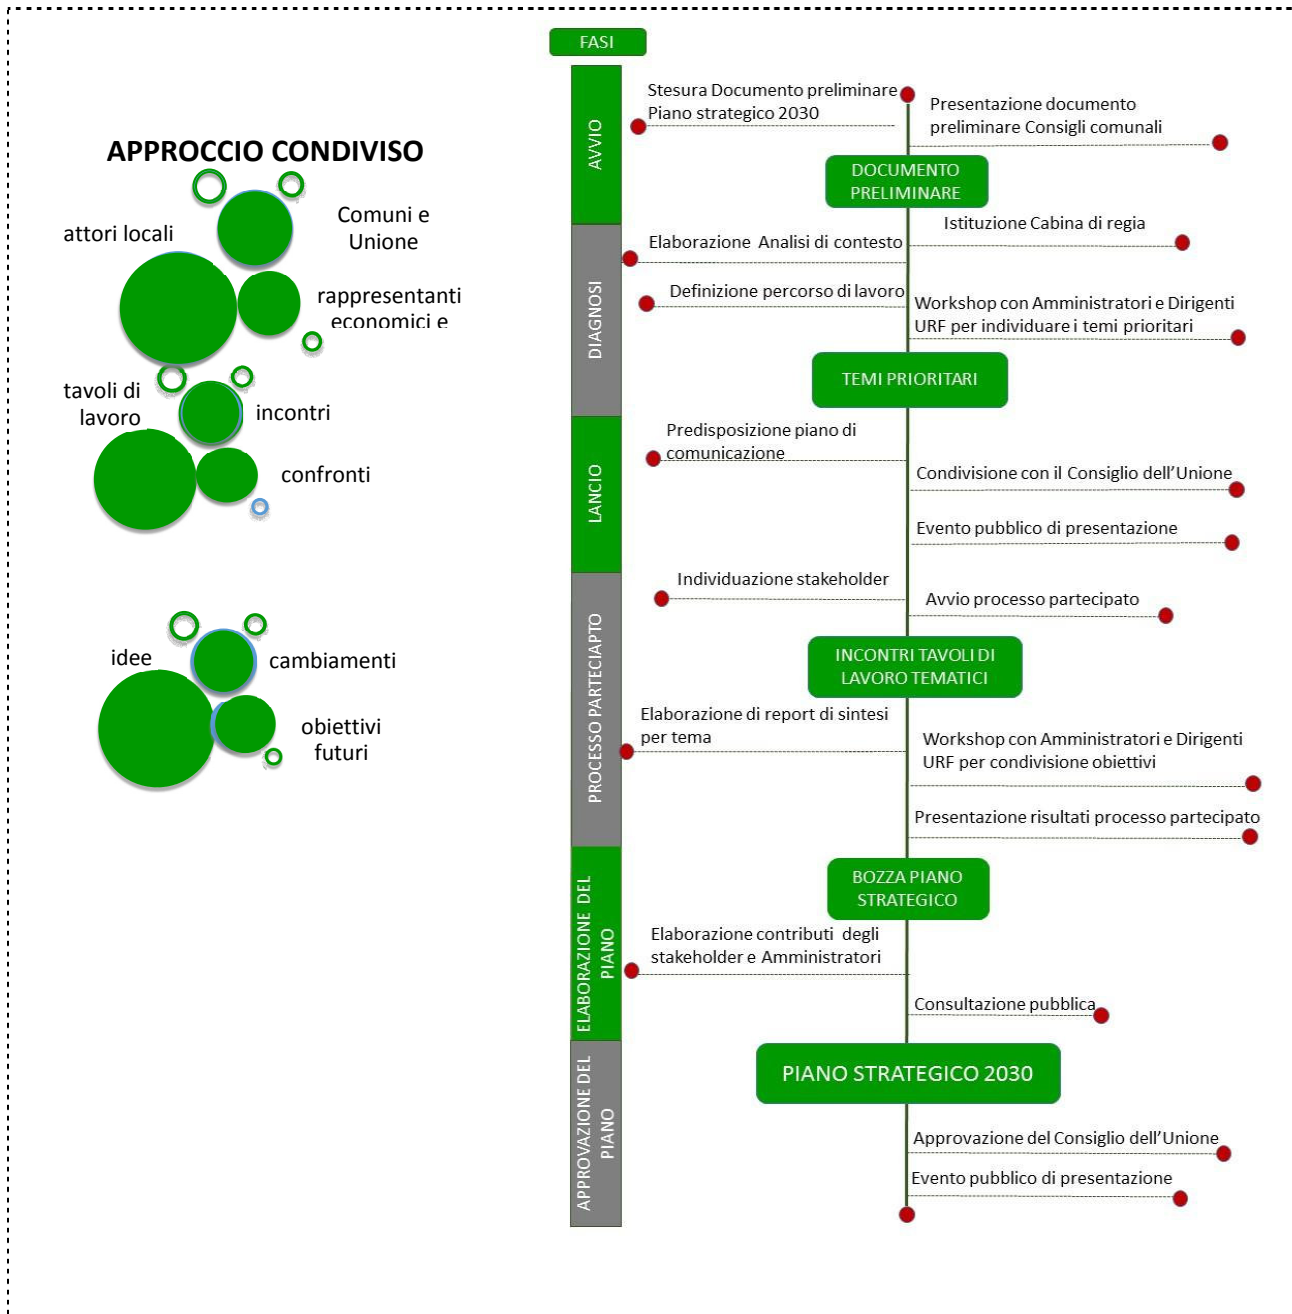 APPROCCIO CONDIVISO
attori locali
Comuni e
Unione
rappresentanti
economici e
tavoli di
lavoro
incontri
confronti
idee
cambiamenti
obiettivi
futuri
FASI
AVVIO
Stesura Documento preliminare
Piano strategico 2030
Presentazione documento
preliminare Consigli comunali
DOCUMENTO
PRELIMINARE
DIAGNOSI
Istituzione Cabina di regia
Elaborazione Analisi di contesto
Definizione percorso di lavoro
Workshop con Amministratori e Dirigenti
URF per individuare i temi prioritari
TEMI PRIORITARI
LANCIO
Predisposizione piano di
comunicazione
Condivisione con il Consiglio dell'Unione
Evento pubblico di presentazione
PROCESSO PARTECIAPTO
Individuazione stakeholder
Avvio processo partecipato
INCONTRI TAVOLI DI
LAVORO TEMATICI
Elaborazione di report di sintesi
per tema
Workshop con Amministratori e Dirigenti
URF per condivisione obiettivi
Presentazione risultati processo partecipato
ELABORAZIONE DEL
PIANO
BOZZA PIANO
STRATEGICO
Elaborazione contributi degli
stakeholder e Amministratori
Consultazione pubblica
APPROVAZIONE DEL
PIANO
PIANO STRATEGICO 2030
Approvazione del Consiglio dell'Unione
Evento pubblico di presentazione